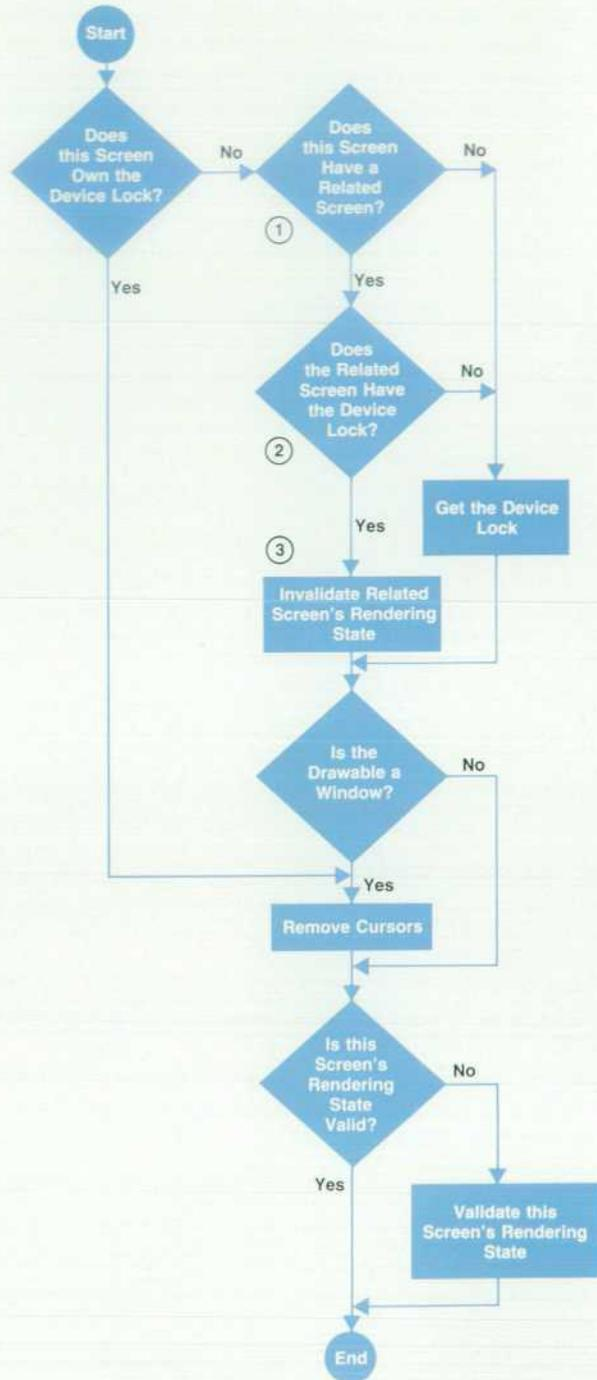 Start
Does
this Screen
Own the
Device Lock?
No
Yes
Does
this Screen
Have a
Related
Screen?
No
1
Yes
Does
the Related
Screen Have
the Device
Lock?
No
2
Yes
Get the Device
Lock
3
Invalidate Related
Screen's Rendering
State
Is the
Drawable a
Window?
No
Yes
Remove Cursors
Is this
Screen's
Rendering
State
Valid?
No
Yes
Validate this
Screen's Rendering
State
End